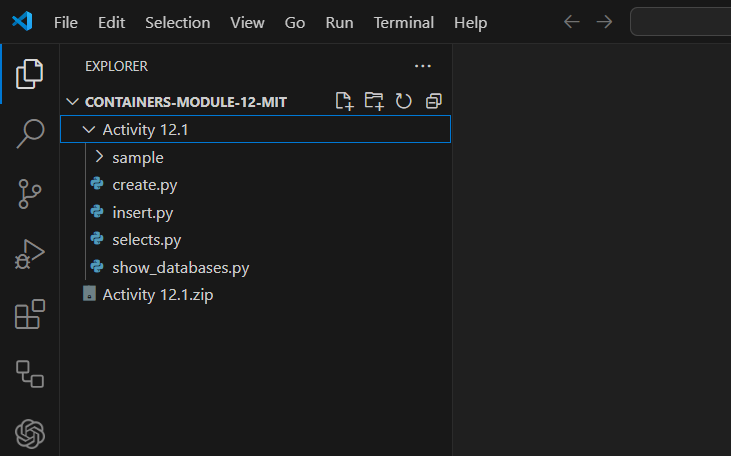 File Edit Selection View Go Run Terminal Help
EXPLORER
CONTAINERS-MODULE-12-MIT
Activity 12.1
sample
create.py
insert.py
selects.py
show_databases.py
Activity 12.1.zip